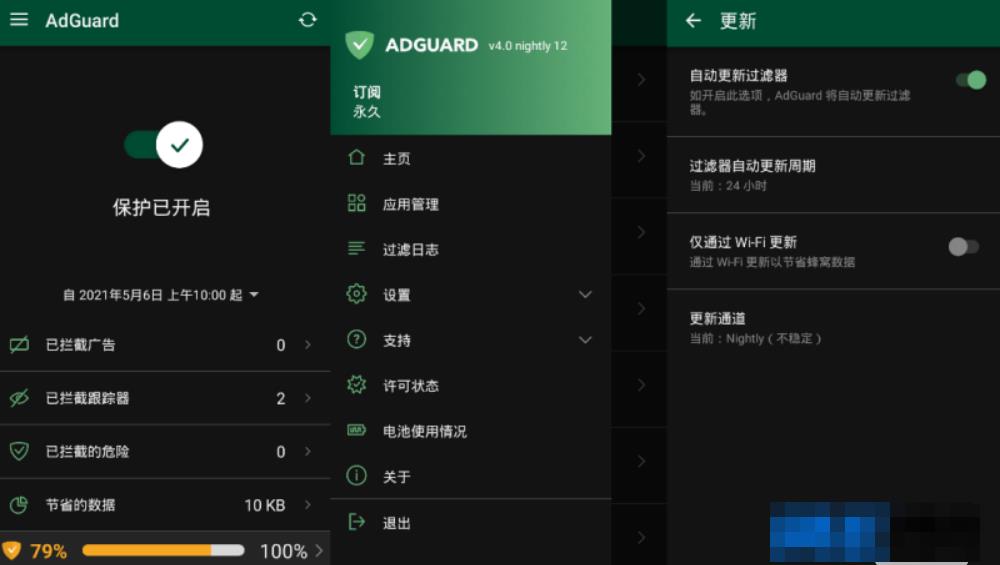 AdGuard
保护已开启
自 2021年5月6日 上午10:00 起
已拦截广告 0
已拦截跟踪器 2
已拦截的危险 0
节省的数据 10 KB
79% 100%
ADGUARD v4.0 nightly 12
订阅
永久
主页
应用管理
过滤日志
设置
支持
许可状态
电池使用情况
关于
退出
更新
自动更新过滤器
如开启此选项，AdGuard 将自动更新过滤
器。
过滤器自动更新周期
当前：24 小时
仅通过 Wi-Fi 更新
通过 Wi-Fi 更新以节省蜂窝数据
更新通道
当前：Nightly（不稳定）